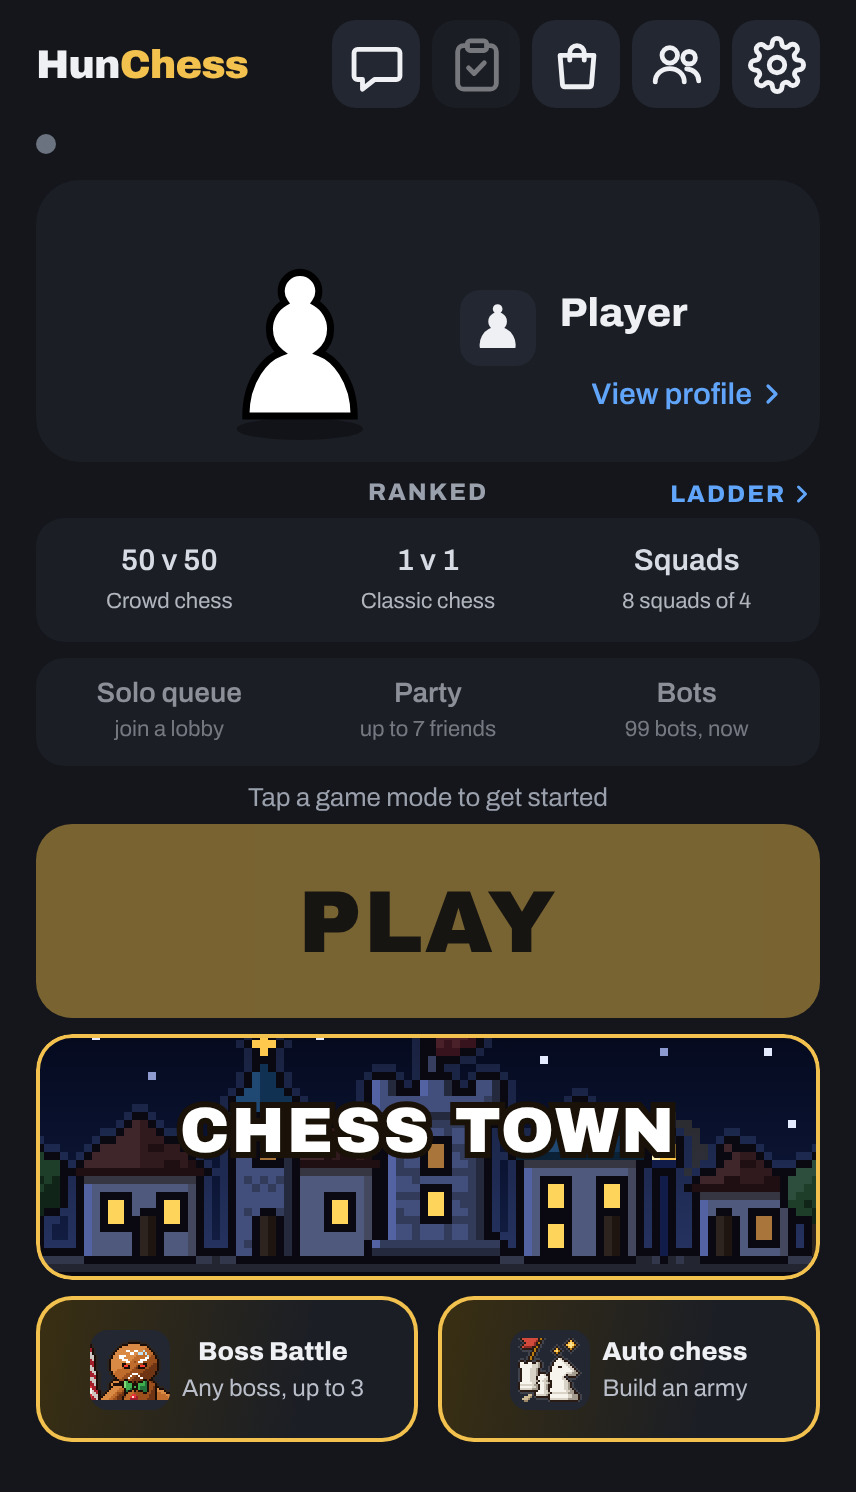 HunChess
Player
View profile
RANKED
LADDER
50 v 50
1 v 1
Squads
Crowd chess
Classic chess
8 squads of 4
Solo queue
Party
Bots
join a lobby
up to 7 friends
99 bots, now
Tap a game mode to get started
PLAY
CHESS TOWN
Boss Battle
Any boss, up to 3
Auto chess
Build an army